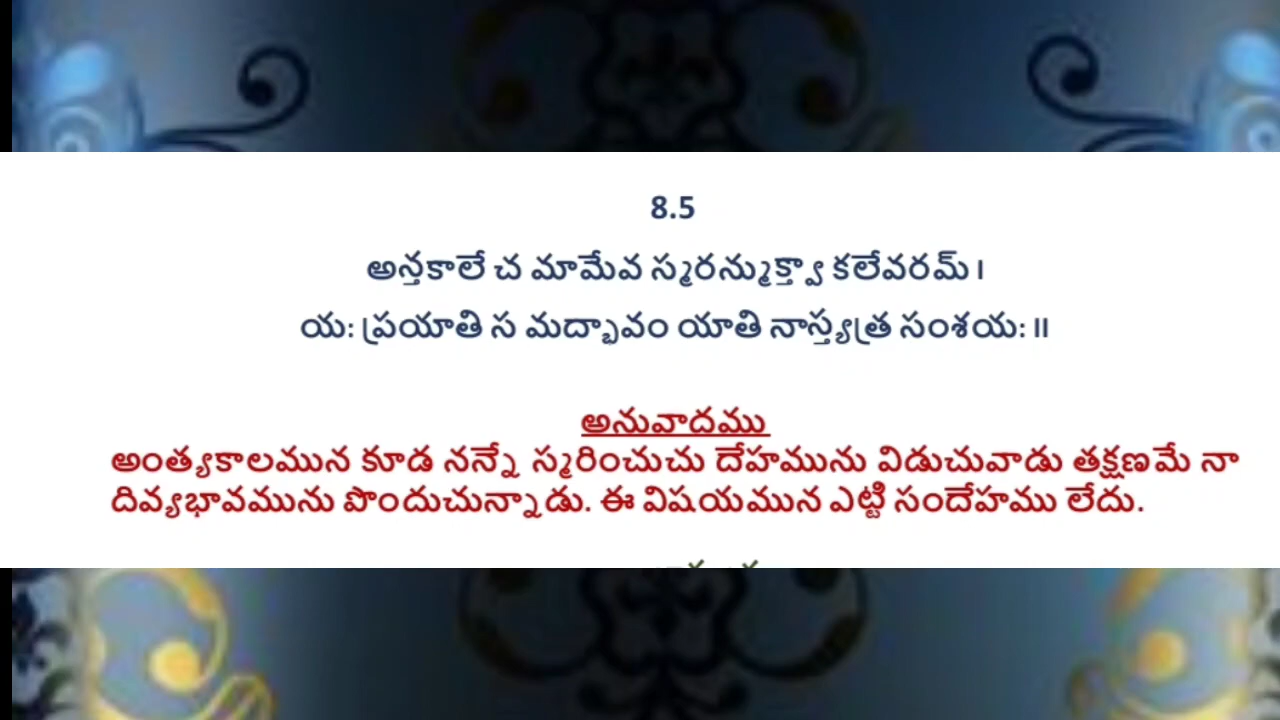 8.5
అన్తకాలే చ మామేవ స్మరన్ముక్త్వా కలేవరమ్ ।
యః ప్రయాతి స మద్భావం యాతి నాస్త్యత్ర సంశయః ॥
అనువాదము
అంత్యకాలమున కూడ నన్నే స్మరించుచు దేహమును విడుచువాడు తక్షణమే నా
దివ్యభావమును పొందుచున్నాడు. ఈ విషయమున ఎట్టి సందేహము లేదు.